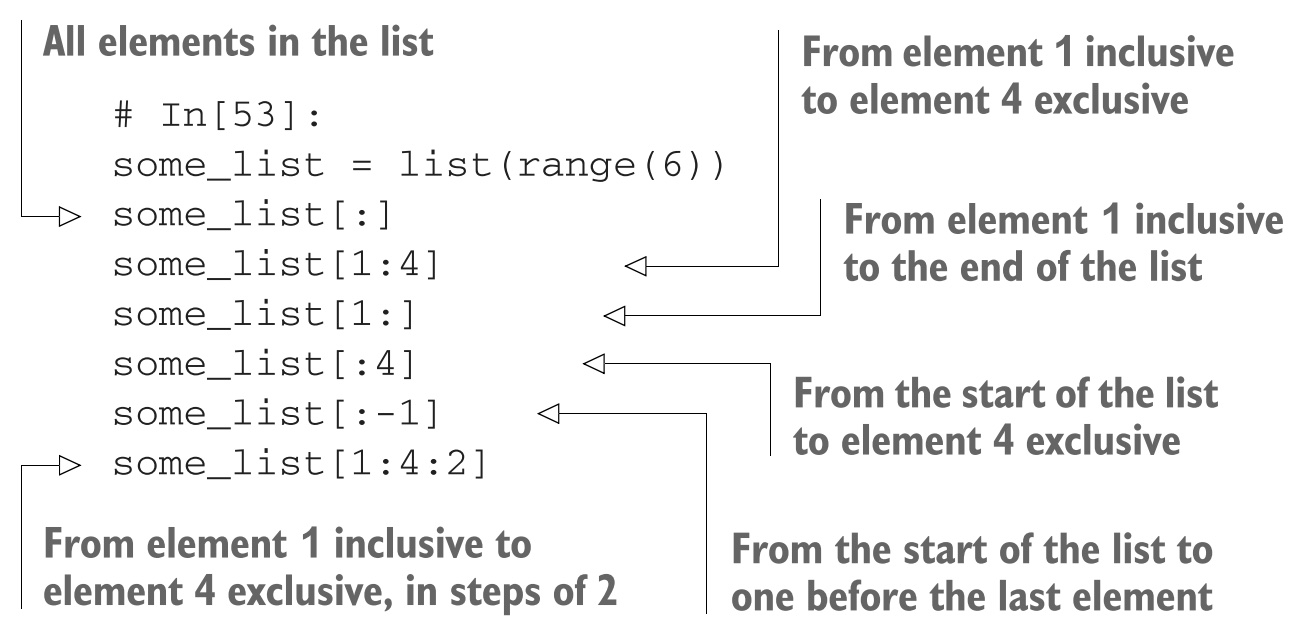 All elements in the list
# In[53]:
some_list = list(range(6))
some_list[:]
some_list[1:4]
some_list[1:]
some_list[:4]
some_list[:-1]
some_list[1:4:2]
From element 1 inclusive
to element 4 exclusive
From element 1 inclusive
to the end of the list
From the start of the list
to element 4 exclusive
From element 1 inclusive to
element 4 exclusive, in steps of 2
From the start of the list to
one before the last element